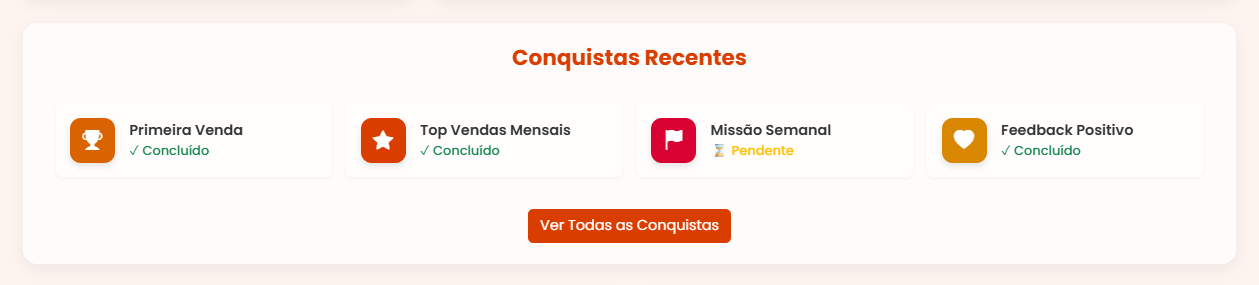 Conquistas Recentes
Primeira Venda
✓ Concluído
Top Vendas Mensais
✓ Concluído
Missão Semanal
⏳ Pendente
Feedback Positivo
✓ Concluído
Ver Todas as Conquistas